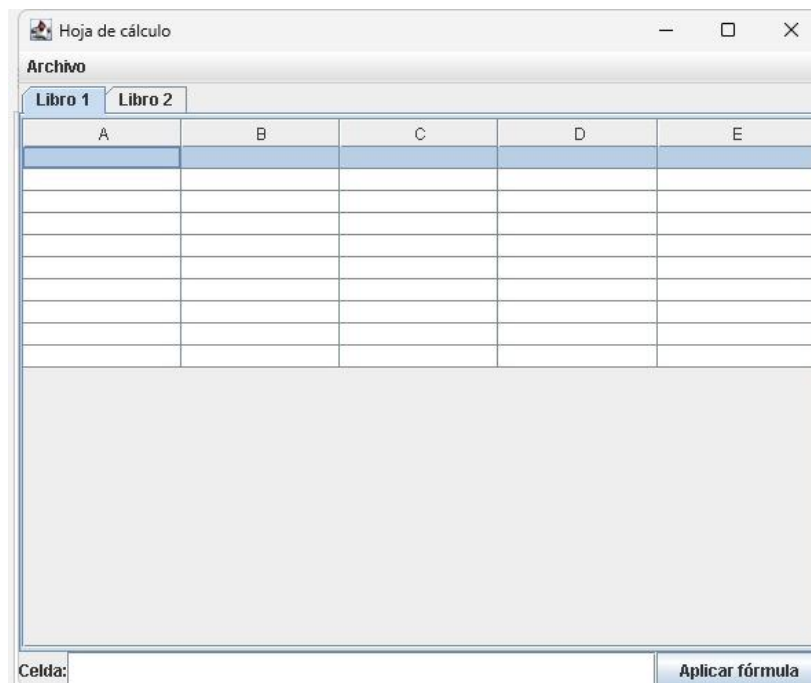 Hoja de cálculo
Archivo
Libro 1 Libro 2
A B C D E
Celda: Aplicar fórmula